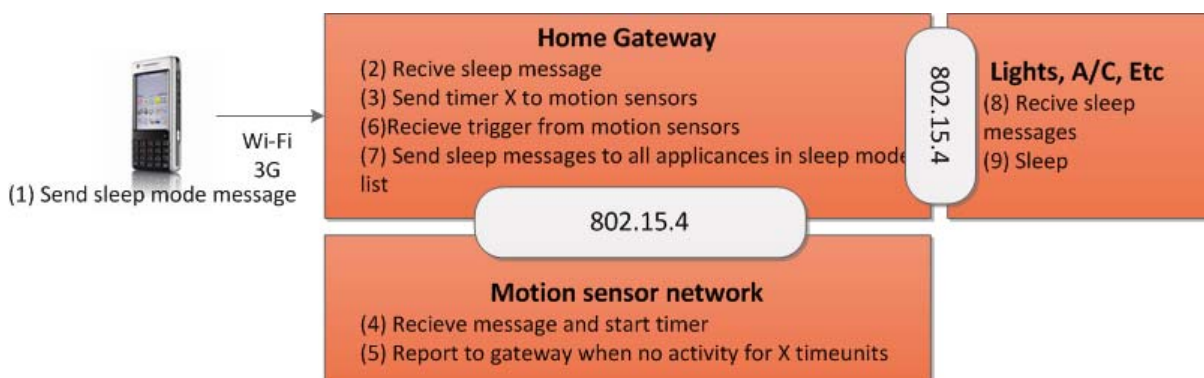 Wi-Fi
3G
(1) Send sleep mode message
Home Gateway
(2) Recive sleep message
(3) Send timer X to motion sensors
(6)Recieve trigger from motion sensors
(7) Send sleep messages to all applicances in sleep mode
list
802.15.4
Lights, A/C, Etc
(8) Recive sleep
messages
(9) Sleep
802.15.4
Motion sensor network
(4) Recieve message and start timer
(5) Report to gateway when no activity for X timeunits